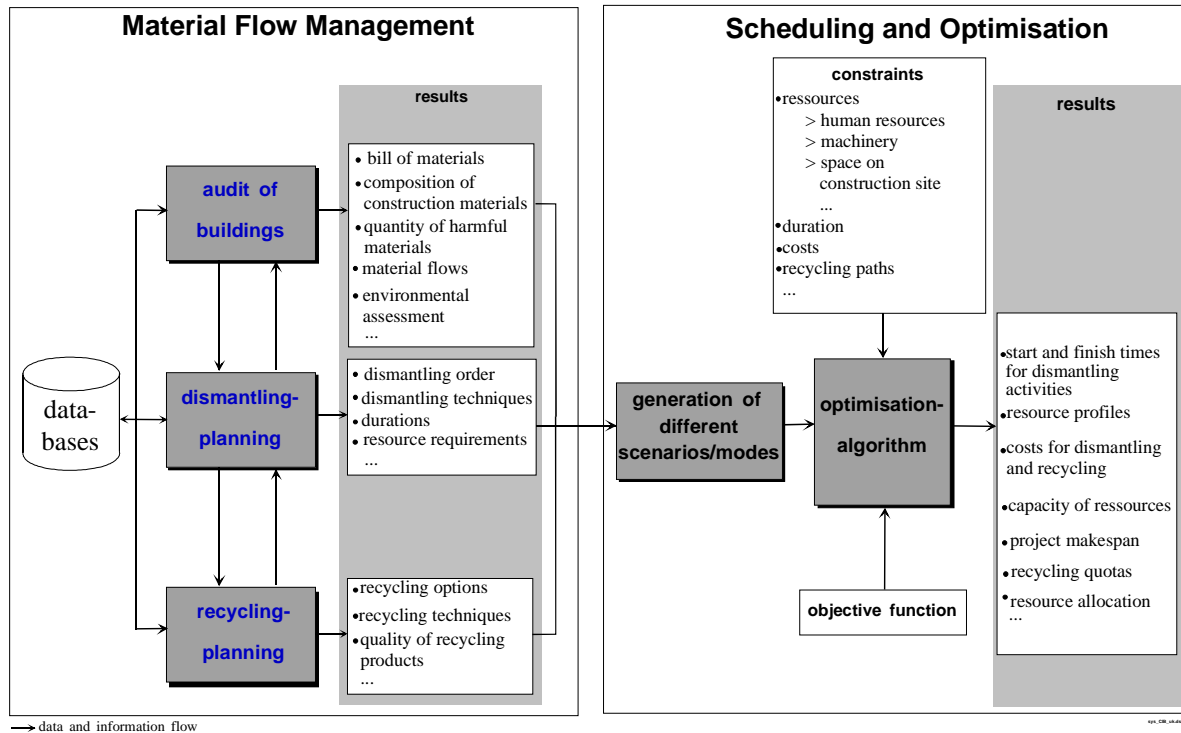 Material Flow Management
results
audit of
buildings
• bill of materials
• composition of
construction materials
• quantity of harmful
materials
• material flows
• environmental
assessment
...
data-
bases
dismantling-
planning
• dismantling order
• dismantling techniques
• durations
• resource requirements
...
recycling-
planning
• recycling options
• recycling techniques
• quality of recycling
products
...
Scheduling and Optimisation
constraints
• ressources
> human resources
> machinery
> space on
construction site
...
• duration
• costs
• recycling paths
...
generation of
different
scenarios/modes
optimisation-
algorithm
objective function
results
• start and finish times
for dismantling
activities
• resource profiles
• costs for dismantling
and recycling
• capacity of ressources
• project makespan
• recycling quotas
• resource allocation
...
data and information flow